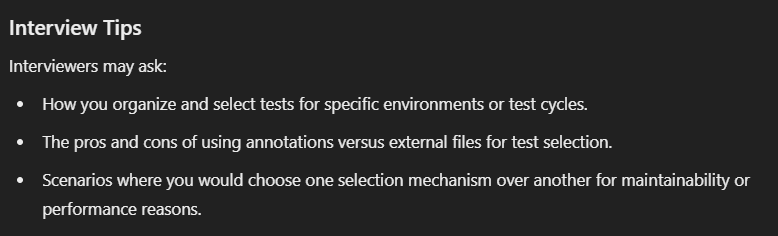 Interview Tips
Interviewers may ask:
• How you organize and select tests for specific environments or test cycles.
• The pros and cons of using annotations versus external files for test selection.
• Scenarios where you would choose one selection mechanism over another for maintainability or
performance reasons.